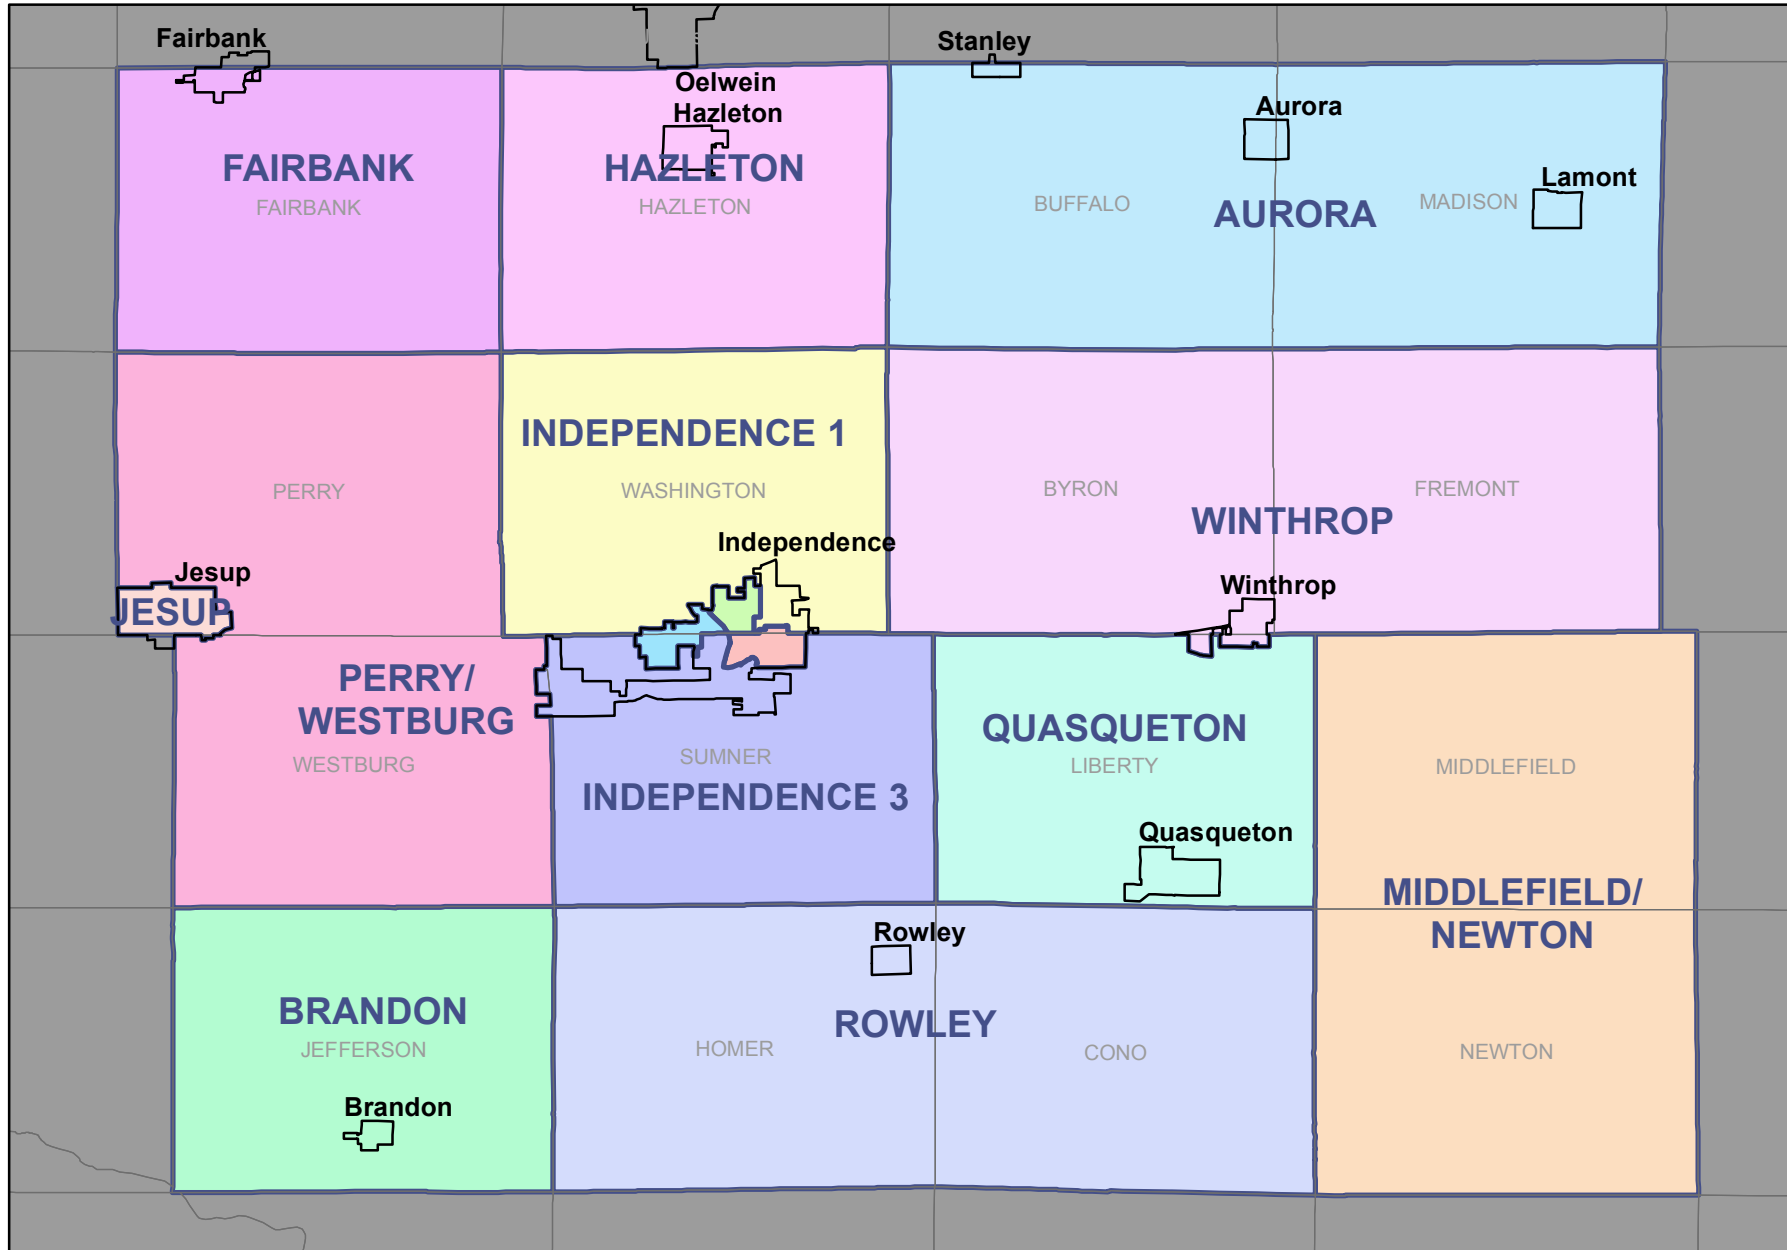 Fairbank
Stanley
Oelwein
Hazleton
Aurora
FAIRBANK
FAIRBANK
HAZLETON
HAZLETON
Lamont
BUFFALO
MADISON
AURORA
INDEPENDENCE 1
PERRY
WASHINGTON
BYRON
FREMONT
WINTHROP
Independence
Jesup
JESUP
Winthrop
PERRY/
WESTBURG
WESTBURG
SUMNER
INDEPENDENCE 3
QUASQUETON
LIBERTY
MIDDLEFIELD
Quasqueton
MIDDLEFIELD/
NEWTON
Rowley
BRANDON
JEFFERSON
ROWLEY
HOMER
CONO
NEWTON
Brandon